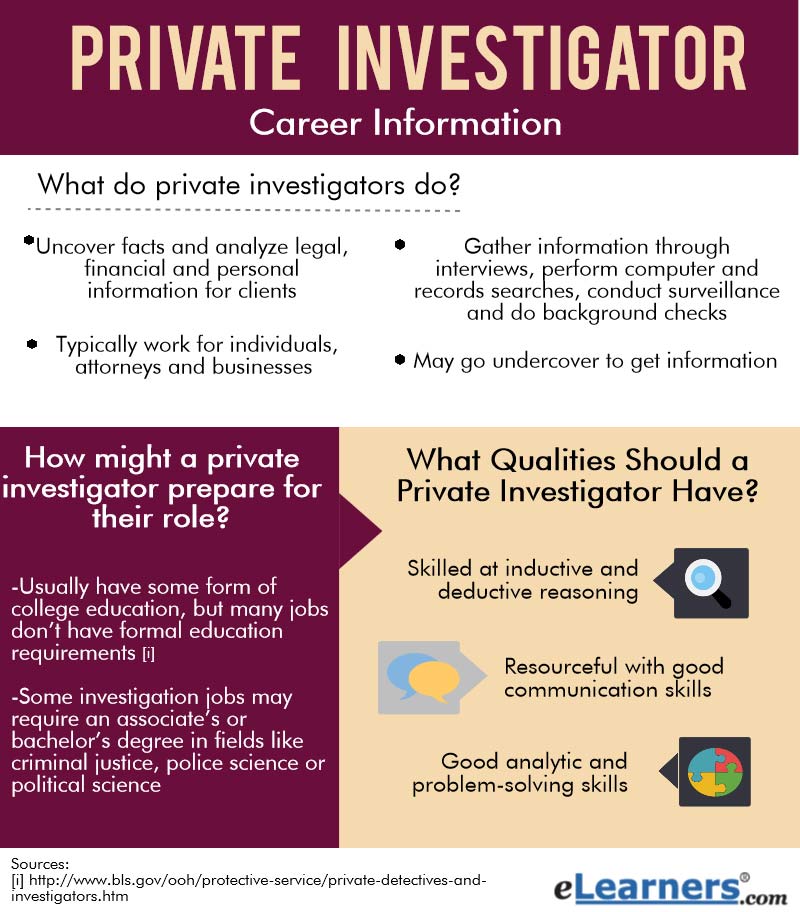 PRIVATE INVESTIGATOR
Career Information
What do private investigators do?
•Uncover facts and analyze legal,
financial and personal
information for clients
• Typically work for individuals,
attorneys and businesses
• Gather information through
interviews, perform computer and
records searches, conduct surveillance
and do background checks
• May go undercover to get information
How might a private
investigator prepare for
their role?
-Usually have some form of
college education, but many jobs
don't have formal education
requirements [i]
-Some investigation jobs may
require an associate's or
bachelor's degree in fields like
criminal justice, police science or
political science
What Qualities Should a
Private Investigator Have?
Skilled at inductive and
deductive reasoning
Resourceful with good
communication skills
Good analytic and
problem-solving skills
Sources:
[i] http://www.bls.gov/ooh/protective-service/private-detectives-and-
investigators.htm
eLearners®.com